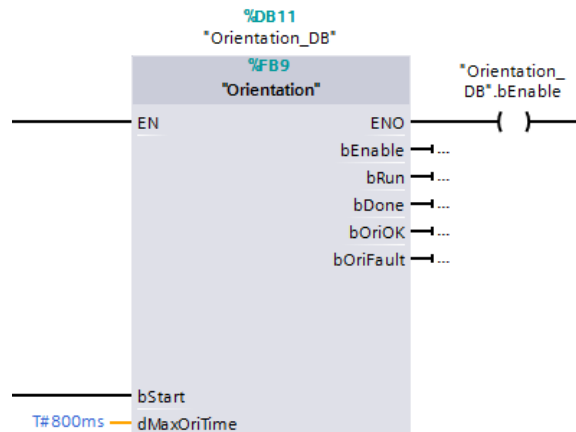 %DB11
"Orientation_DB"
%FB9
"Orientation"
"Orientation_
DB".bEnable
EN
ENO
bEnable
...
bRun
...
bDone
...
bOriOK
...
bOriFault
...
bStart
T#800ms
dMaxOriTime